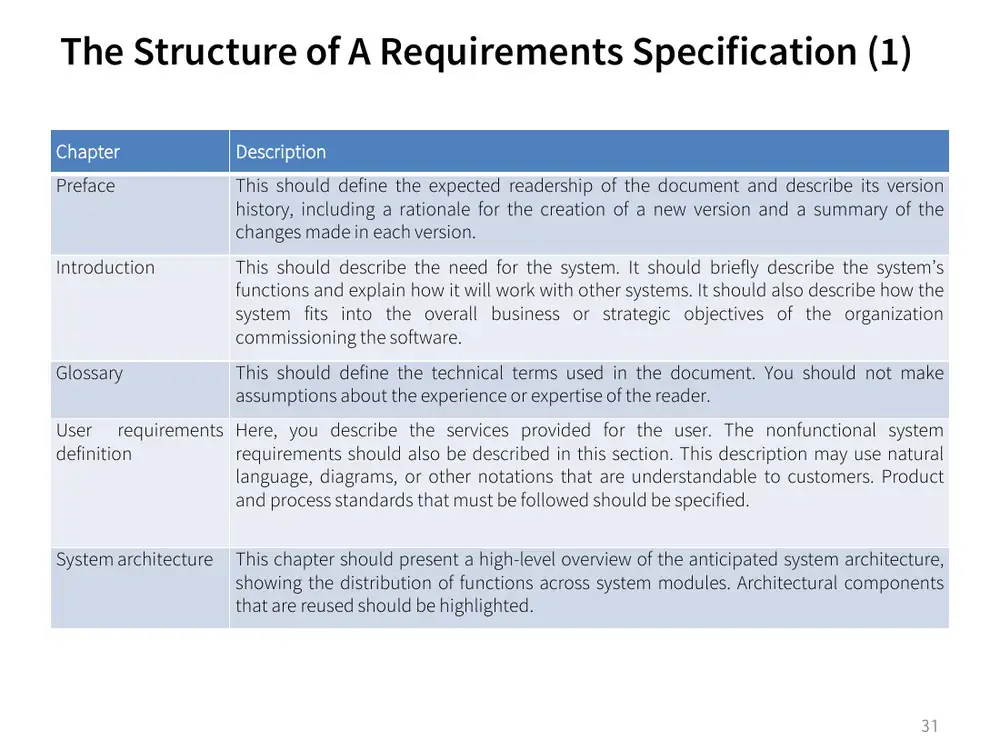 The Structure of A Requirements Specification (1)
Chapter
Description
Preface
This should define the expected readership of the document and describe its version
history, including a rationale for the creation of a new version and a summary of the
changes made in each version.
Introduction
This should describe the need for the system. It should briefly describe the system's
functions and explain how it will work with other systems. It should also describe how the
system fits into the overall business or strategic objectives of the organization
commissioning the software.
Glossary
This should define the technical terms used in the document. You should not make
assumptions about the experience or expertise of the reader.
User requirements
definition
Here, you describe the services provided for the user. The nonfunctional system
requirements should also be described in this section. This description may use natural
language, diagrams, or other notations that are understandable to customers. Product
and process standards that must be followed should be specified.
System architecture
This chapter should present a high-level overview of the anticipated system architecture,
showing the distribution of functions across system modules. Architectural components
that are reused should be highlighted.
31